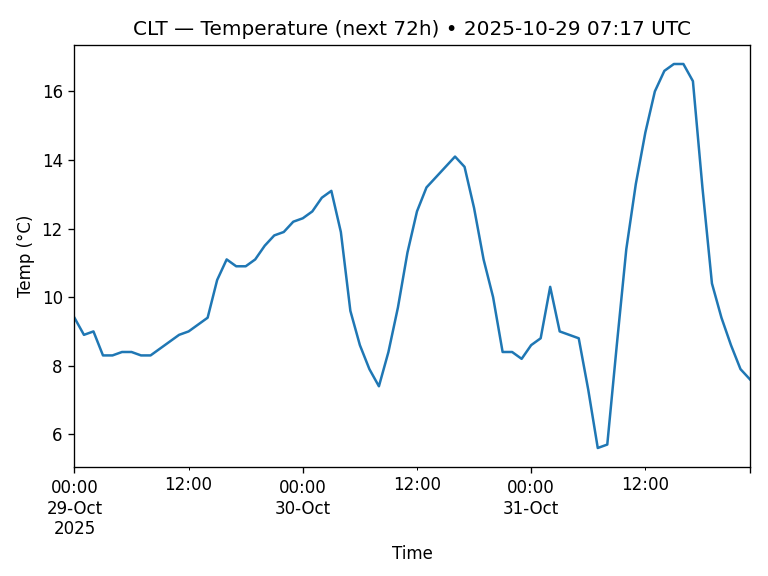 CLT — Temperature (next 72h) • 2025-10-29 07:17 UTC
Temp (°C)
16
14
12
10
8
6
00:00 12:00 00:00 12:00 00:00 12:00
29-Oct 30-Oct 31-Oct
2025
Time